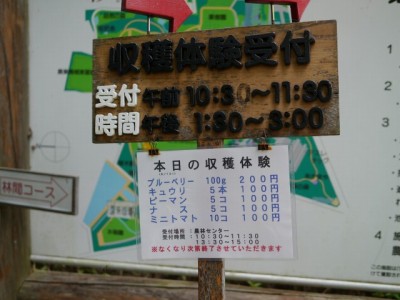 収穫体験受付
受付 午前 10:30～11:30
時間 午後 1:30～3:00
本日の収穫体験
ブルーベリー 100g 200円
キュウリ 5本 100円
ピーマン 5コ 100円
ナス 5コ 100円
ミニトマト 10コ 100円
受付場所：農林センター
受付時間：10:30～11:30
13:30～15:00
※なくなり次第終了させていただきます
林間コース